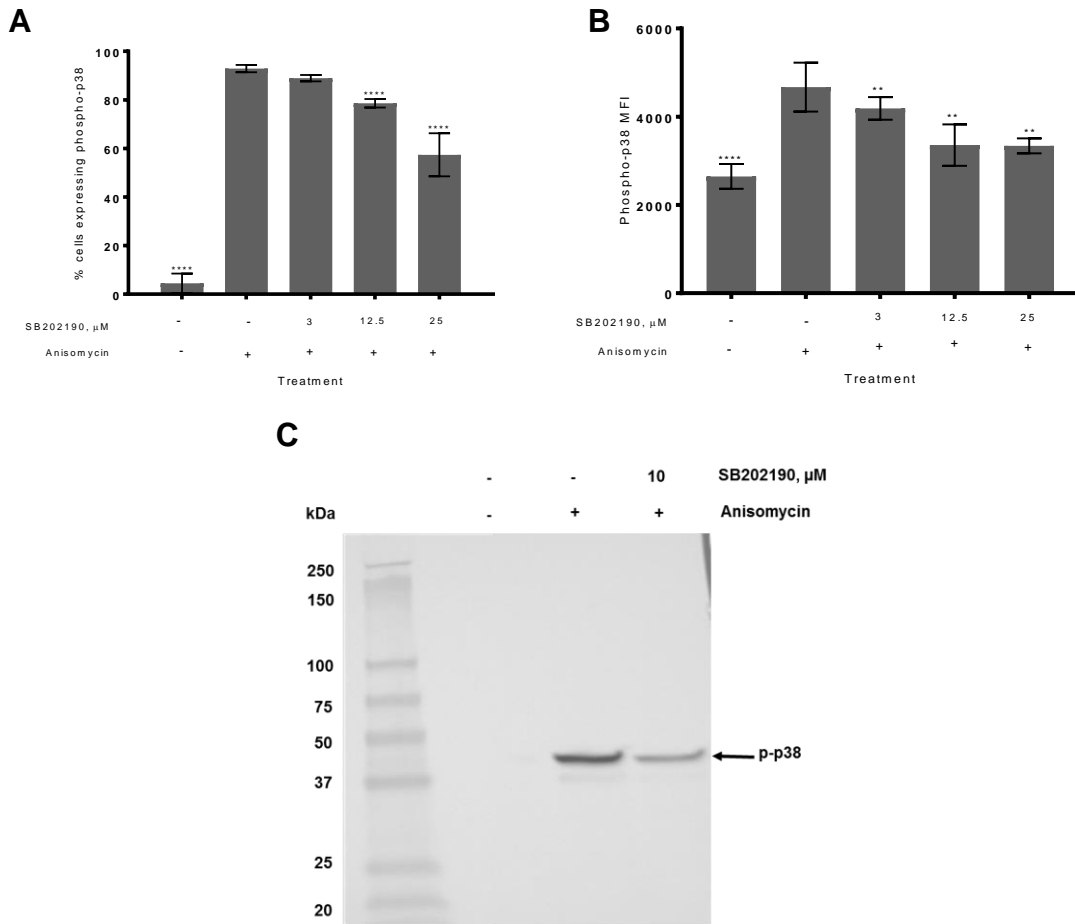 A
% cells expressing phospho-p38
100
80
60
40
20
0
****
****
****
SB202190, μM - - 3 12.5 25
Anisomycin - + + + +
Treatment
B
Phospho-p38 MFI
6000
4000
2000
0
****
**
**
**
SB202190, μM - - 3 12.5 25
Anisomycin - + + + +
Treatment
C
- - 10 SB202190, μM
kDa - + + Anisomycin
250
150
100
75
50
p-p38
37
25
20